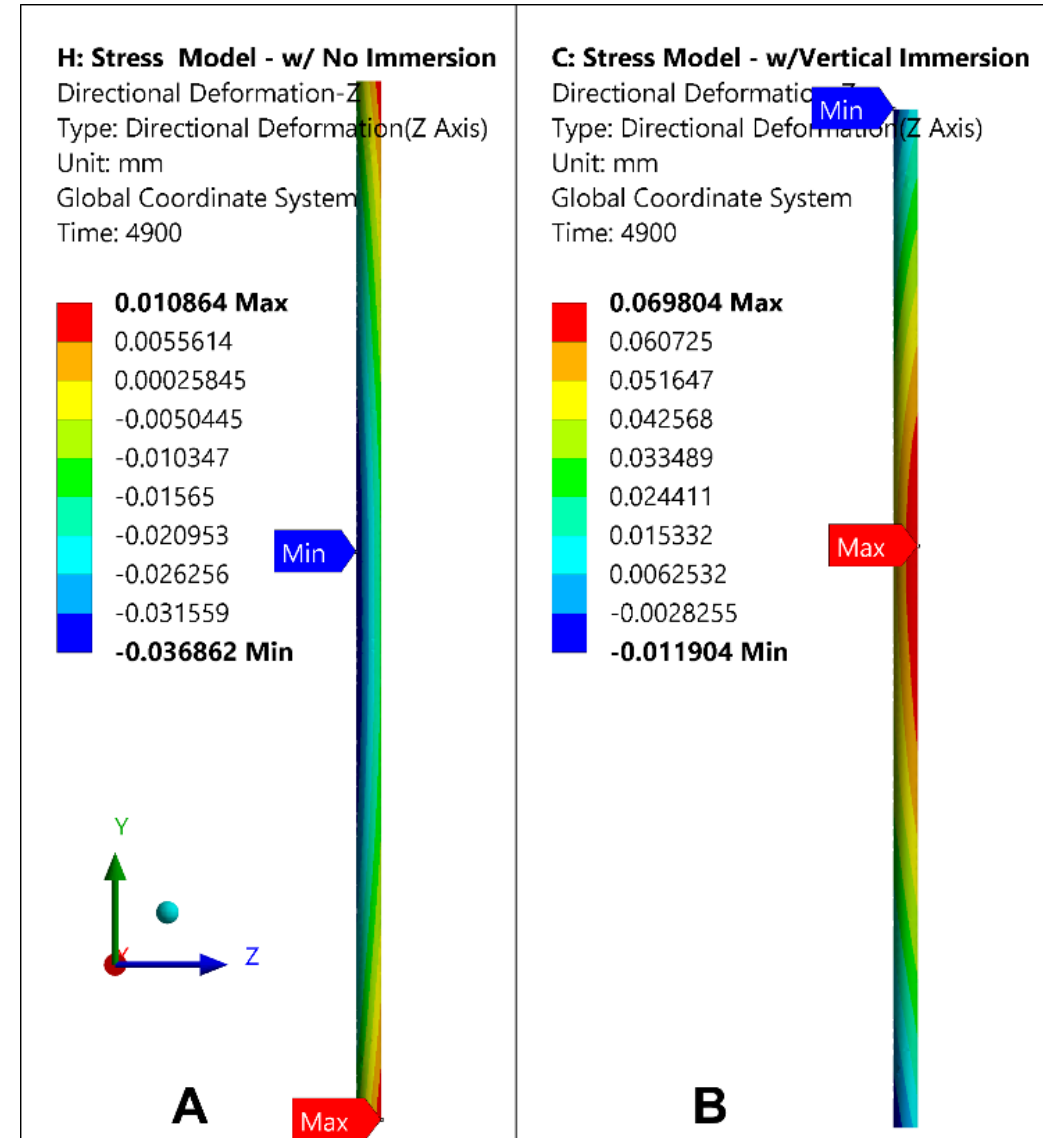 H: Stress Model - w/ No Immersion
Directional Deformation-Z
Type: Directional Deformation(Z Axis)
Unit: mm
Global Coordinate System
Time: 4900
0.010864 Max
0.0055614
0.00025845
-0.0050445
-0.010347
-0.01565
-0.020953
-0.026256
-0.031559
-0.036862 Min
Min
Y
X
Z
A
Max
C: Stress Model - w/Vertical Immersion
Directional Deformation-Z
Min
Type: Directional Deformation(Z Axis)
Unit: mm
Global Coordinate System
Time: 4900
0.069804 Max
0.060725
0.051647
0.042568
0.033489
0.024411
0.015332
0.0062532
-0.0028255
-0.011904 Min
Max
B